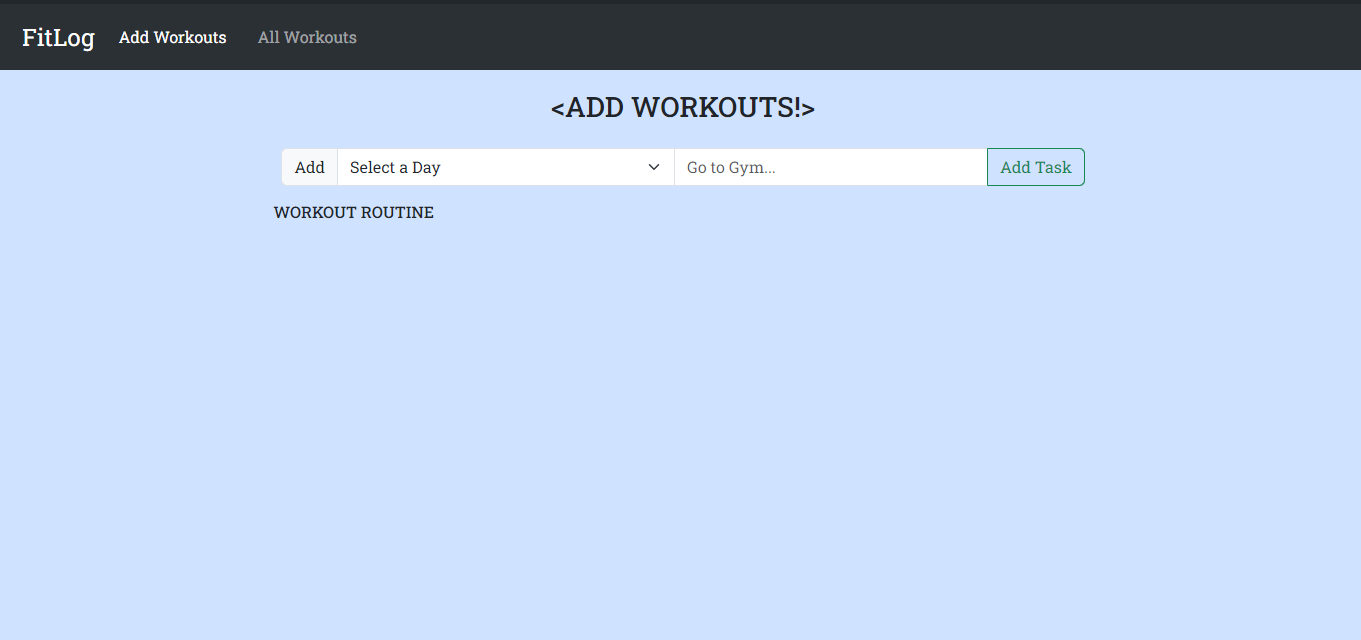 FitLog Add Workouts All Workouts
<ADD WORKOUTS!>
Add Select a Day Go to Gym... Add Task
WORKOUT ROUTINE